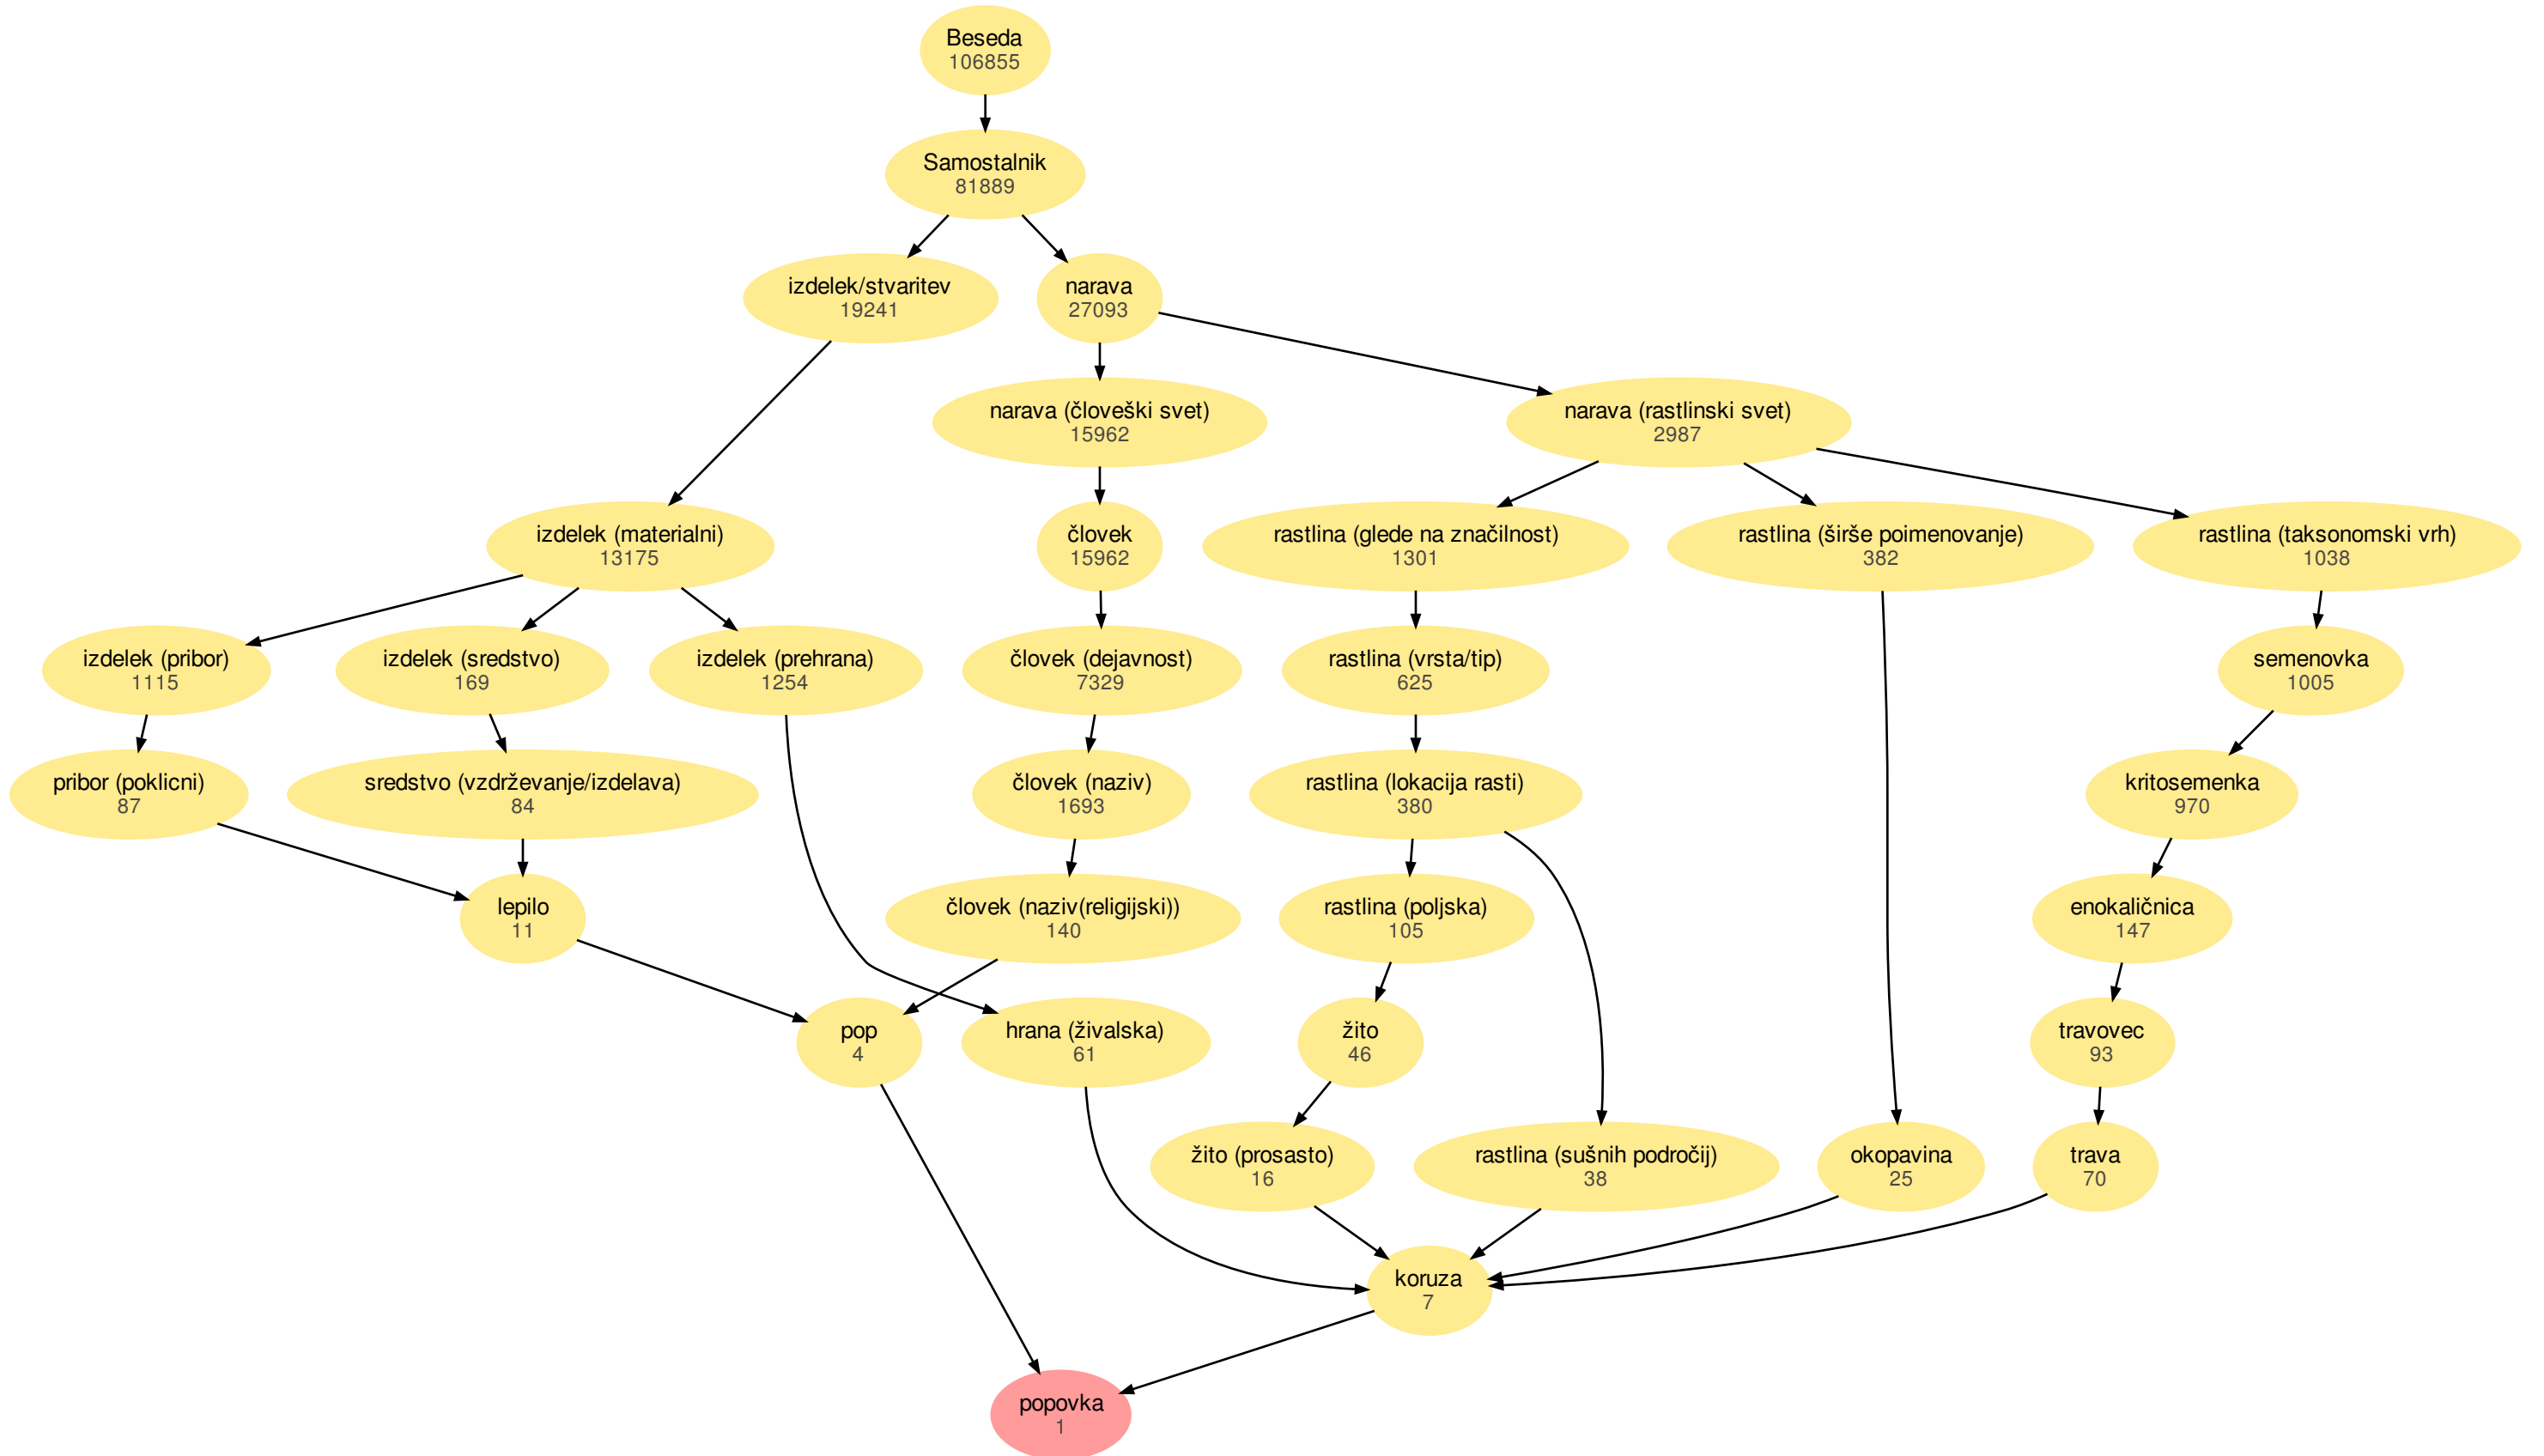 Beseda
106855
Samostalnik
81889
izdelek/stvaritev
19241
narava
27093
narava (človeški svet)
15962
narava (rastlinski svet)
2987
izdelek (materialni)
13175
človek
15962
rastlina (glede na značilnost)
1301
rastlina (širše poimenovanje)
382
rastlina (taksonomski vrh)
1038
izdelek (pribor)
1115
izdelek (sredstvo)
169
izdelek (prehrana)
1254
človek (dejavnost)
7329
rastlina (vrsta/tip)
625
semenovka
1005
pribor (poklicni)
87
sredstvo (vzdrževanje/izdelava)
84
človek (naziv)
1693
rastlina (lokacija rasti)
380
kritosemenka
970
lepilo
11
človek (naziv(religijski))
140
rastlina (poljska)
105
enokaličnica
147
pop
4
hrana (živalska)
61
žito
46
travovec
93
žito (prosasto)
16
rastlina (sušnih področij)
38
okopavina
25
trava
70
koruza
7
popovka
1